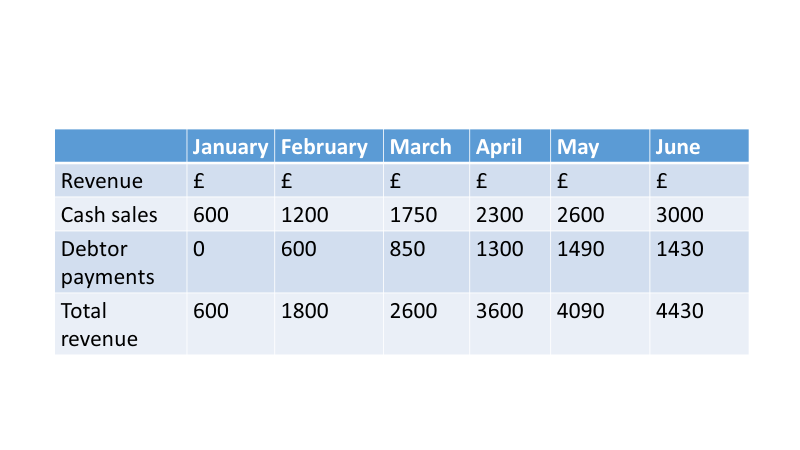 January February March April May June
Revenue £ £ £ £ £ £
Cash sales 600 1200 1750 2300 2600 3000
Debtor 0 600 850 1300 1490 1430
payments
Total 600 1800 2600 3600 4090 4430
revenue